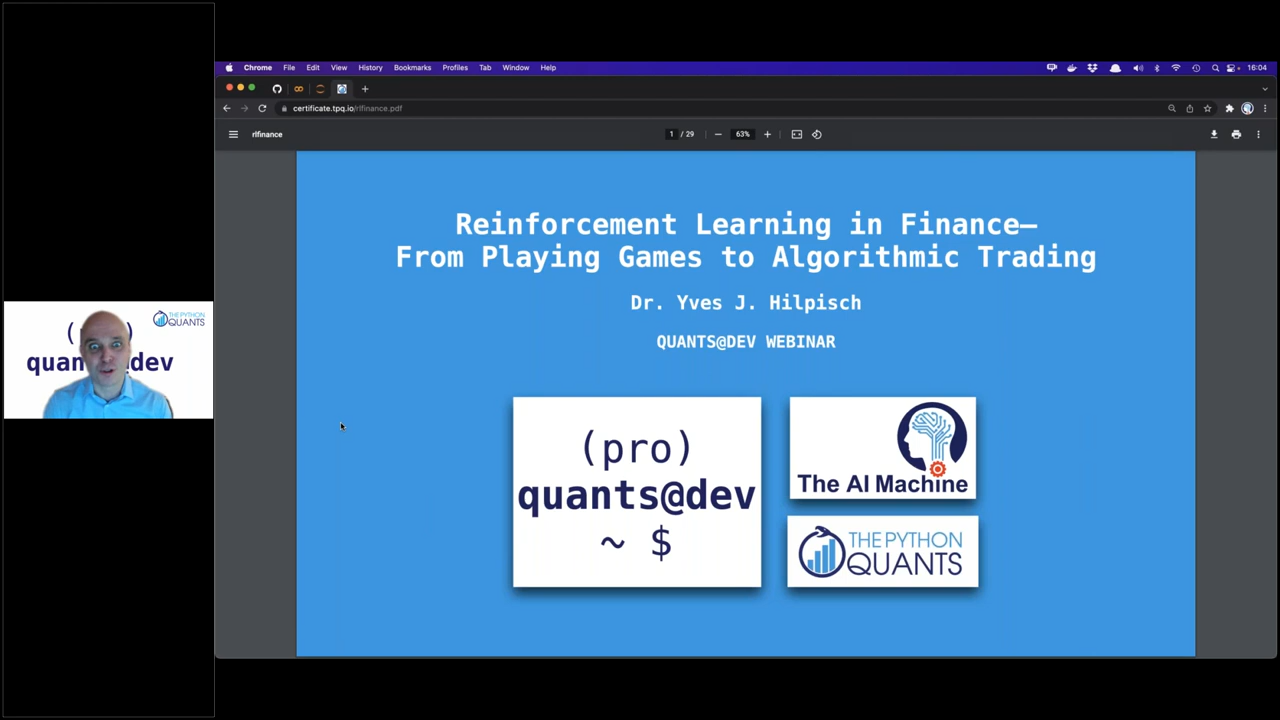 Chrome File Edit View History Bookmarks Profiles Tab Window Help 16:04
certificate.tpq.io/rlfinance.pdf
rlfinance 1 / 29 63%
Reinforcement Learning in Finance—
From Playing Games to Algorithmic Trading
Dr. Yves J. Hilpisch
QUANTS@DEV WEBINAR
(pro)
quants@dev
~ $
The AI Machine
THE PYTHON
QUANTS
THE PYTHON
QUANTS
( )
quan dev